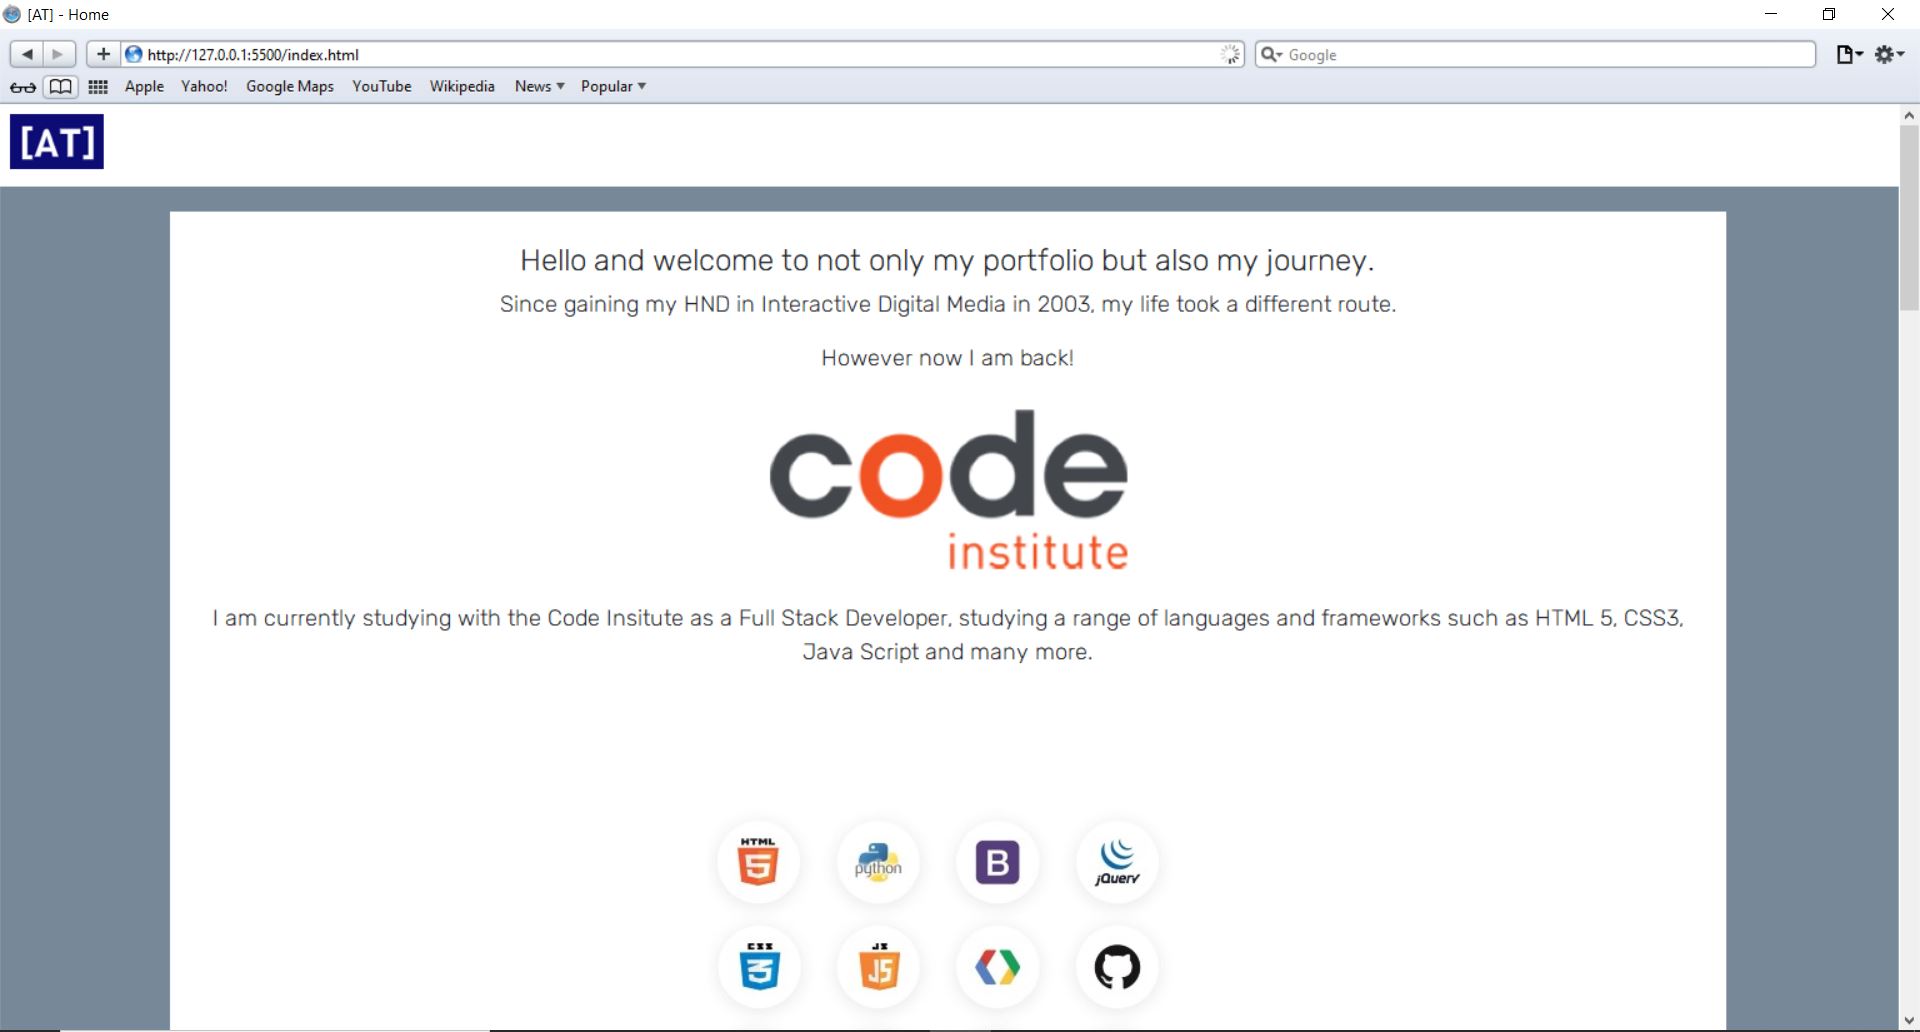 [AT] - Home
http://127.0.0.1:5500/index.html
Google
Apple Yahoo! Google Maps YouTube Wikipedia News Popular
[AT]
Hello and welcome to not only my portfolio but also my journey.
Since gaining my HND in Interactive Digital Media in 2003, my life took a different route.
However now I am back!
code
institute
I am currently studying with the Code Insitute as a Full Stack Developer, studying a range of languages and frameworks such as HTML 5, CSS3,
Java Script and many more.
HTML 5 python B jQuery
CSS 3 JS JS